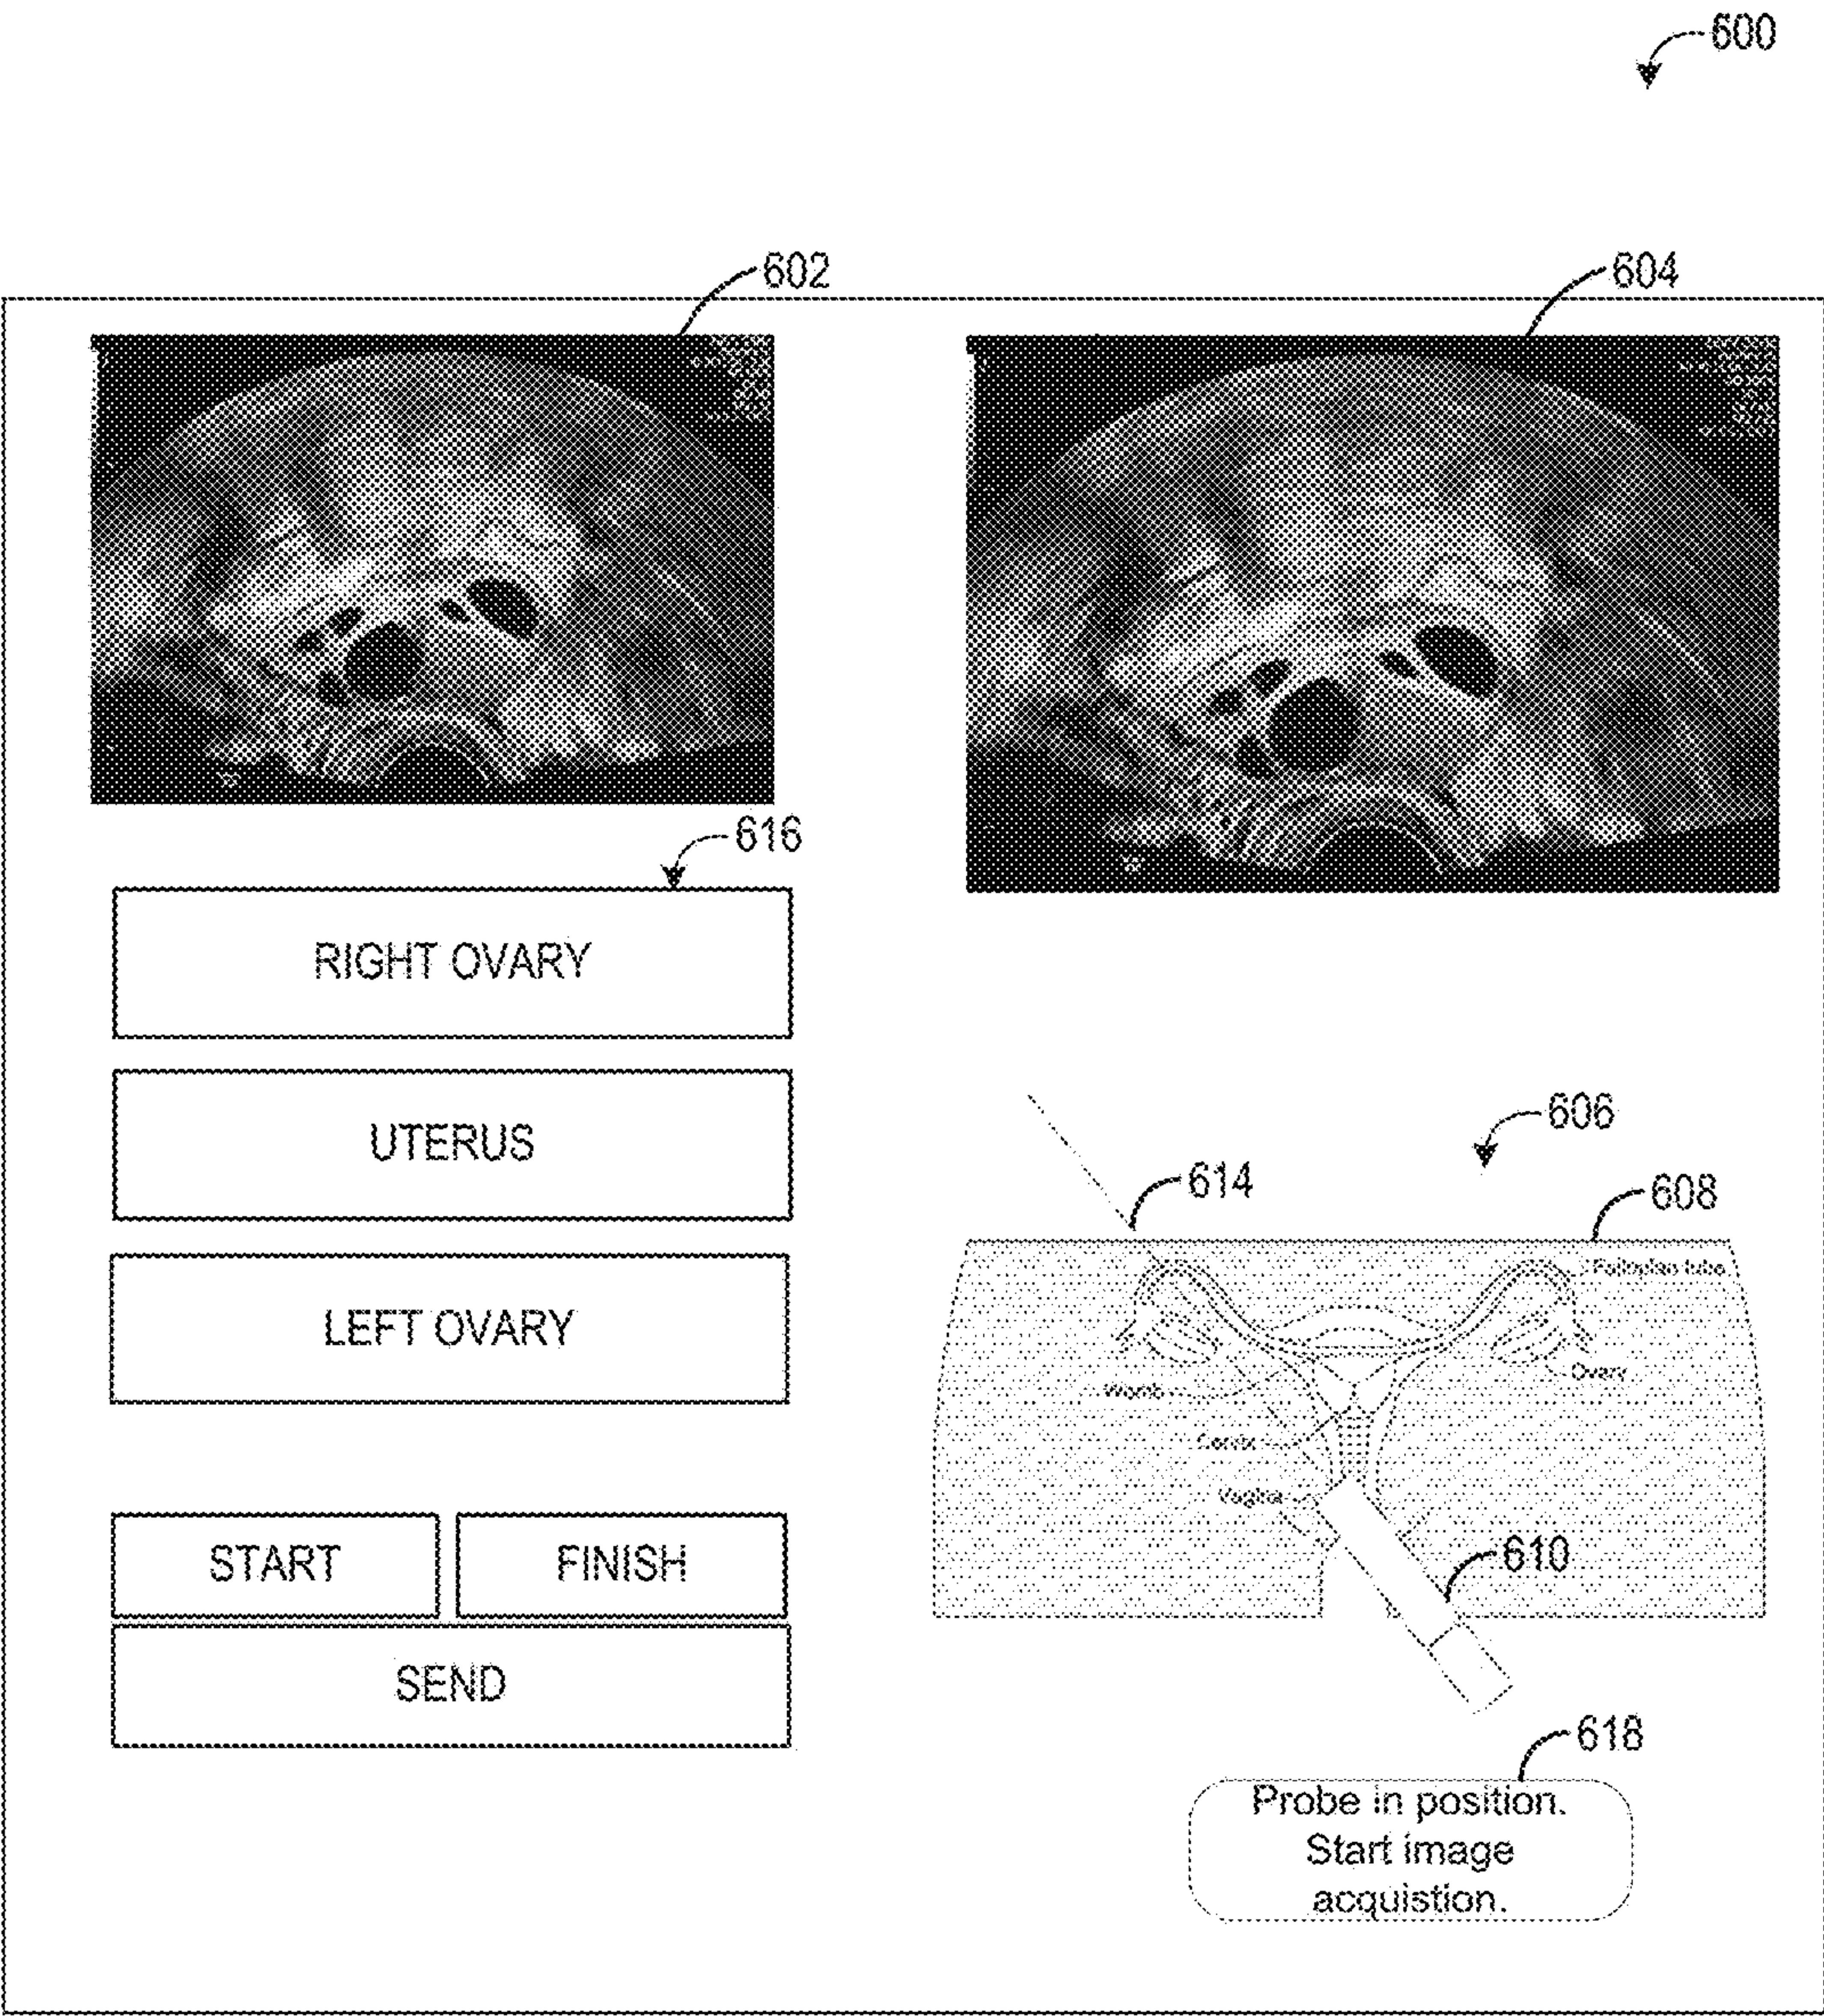 600
602
604
616
RIGHT OVARY
UTERUS
LEFT OVARY
START
FINISH
SEND
606
614
608
Fallopian tube
Ovary
Womb
Cervix
Vagina
610
618
Probe in position.
Start image
acquistion.